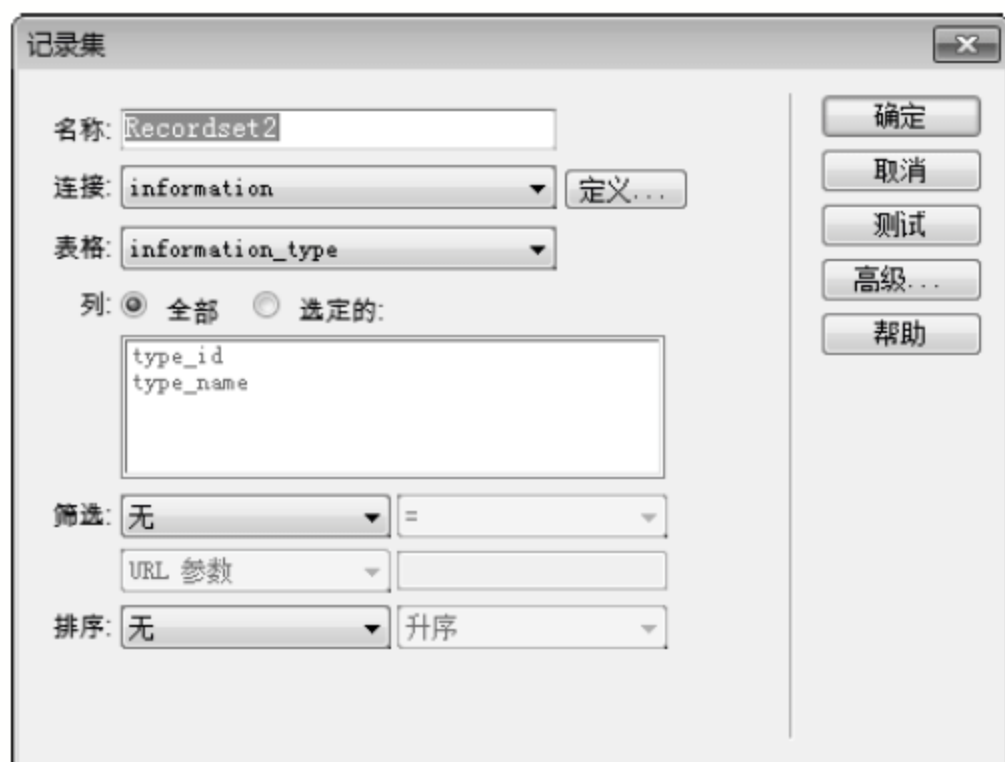 记录集
名称: Recordset2
确定
连接: information 定义...
取消
表格: information_type
测试
列: 全部 选定的:
高级...
type_id
帮助
type_name
筛选: 无 =
URL 参数
排序: 无 升序